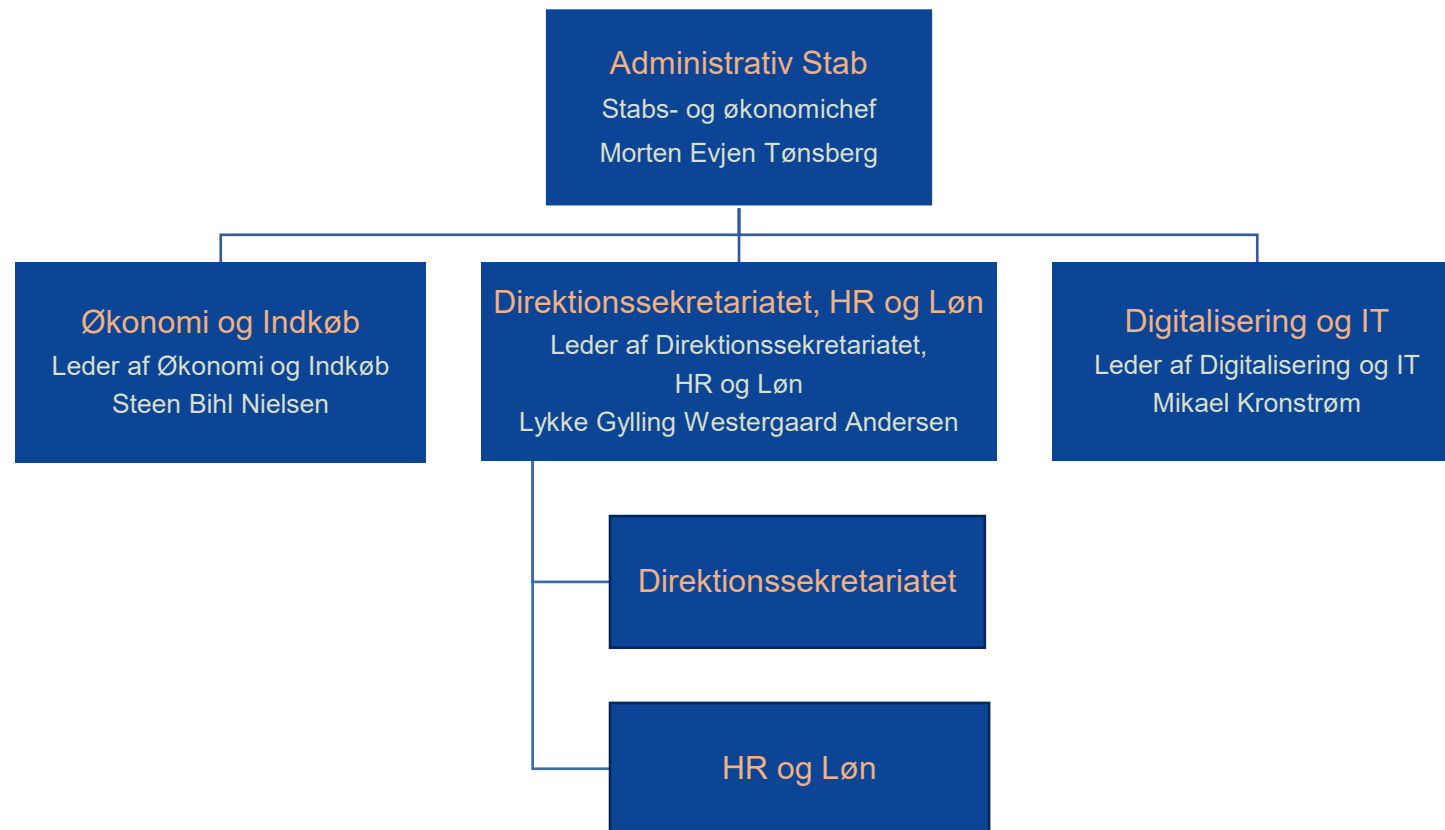 Administrativ Stab
Stabs- og økonomichef
Morten Evjen Tønsberg
Økonomi og Indkøb
Leder af Økonomi og Indkøb
Steen Bihl Nielsen
Direktionssekretariatet, HR og Løn
Leder af Direktionssekretariatet,
HR og Løn
Lykke Gylling Westergaard Andersen
Digitalisering og IT
Leder af Digitalisering og IT
Mikael Kronstrøm
Direktionssekretariatet
HR og Løn